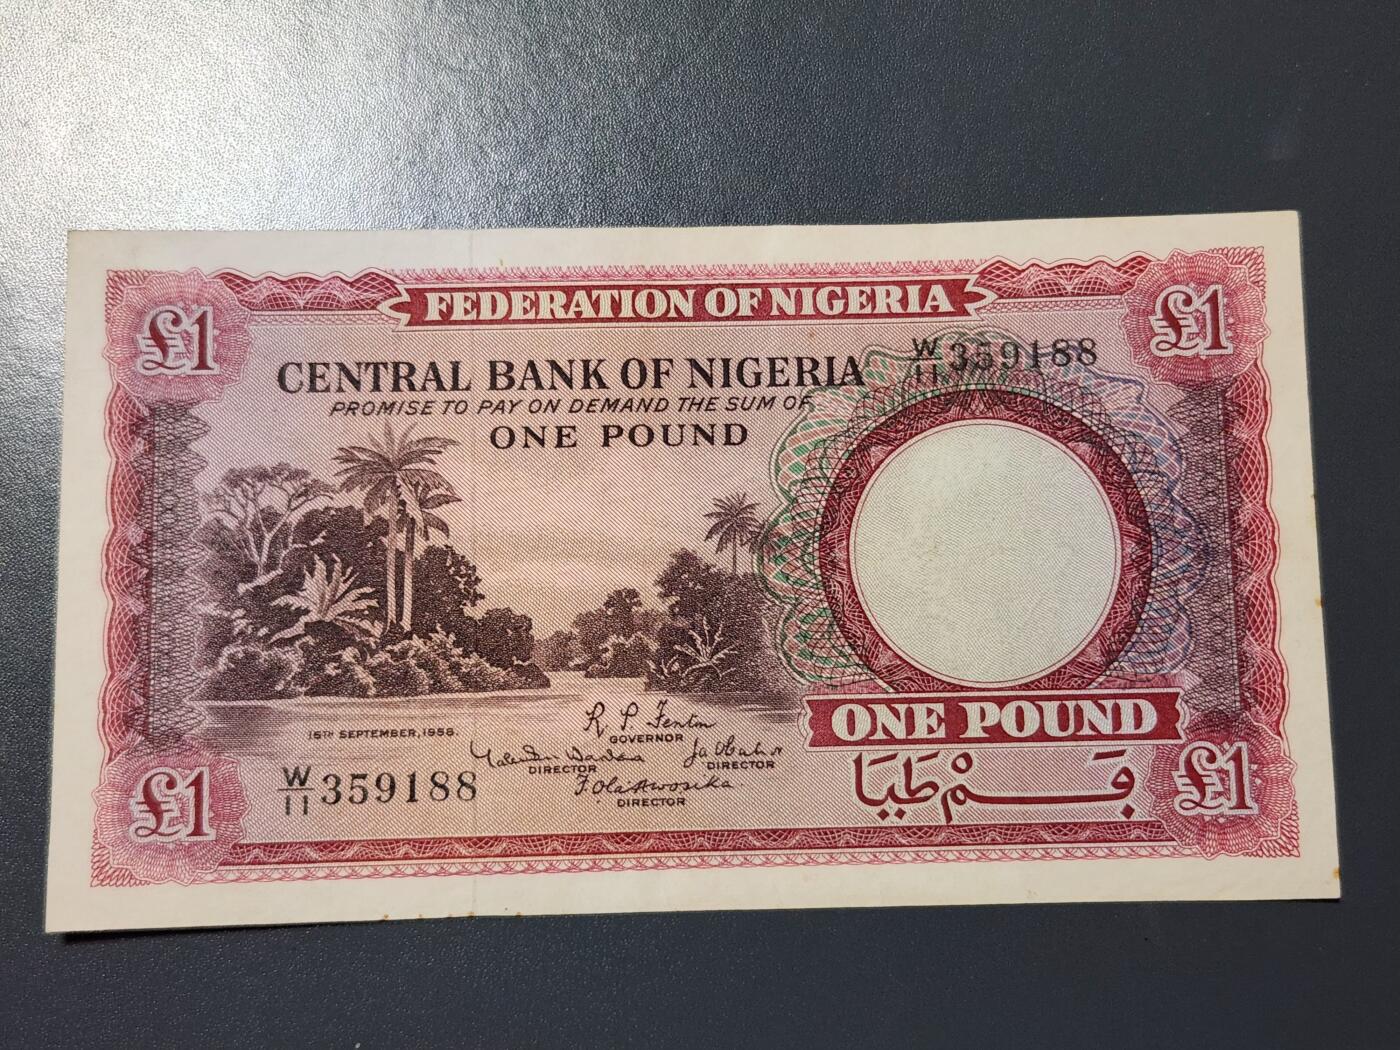 FEDERATION OF NIGERIA
£1
£1
W/11 359188
CENTRAL BANK OF NIGERIA
PROMISE TO PAY ON DEMAND THE SUM OF
ONE POUND
15TH SEPTEMBER, 1958.
R P Fenton
GOVERNOR
DIRECTOR
DIRECTOR
F Olawosika
DIRECTOR
ONE POUND
W/11 359188
£1
£1